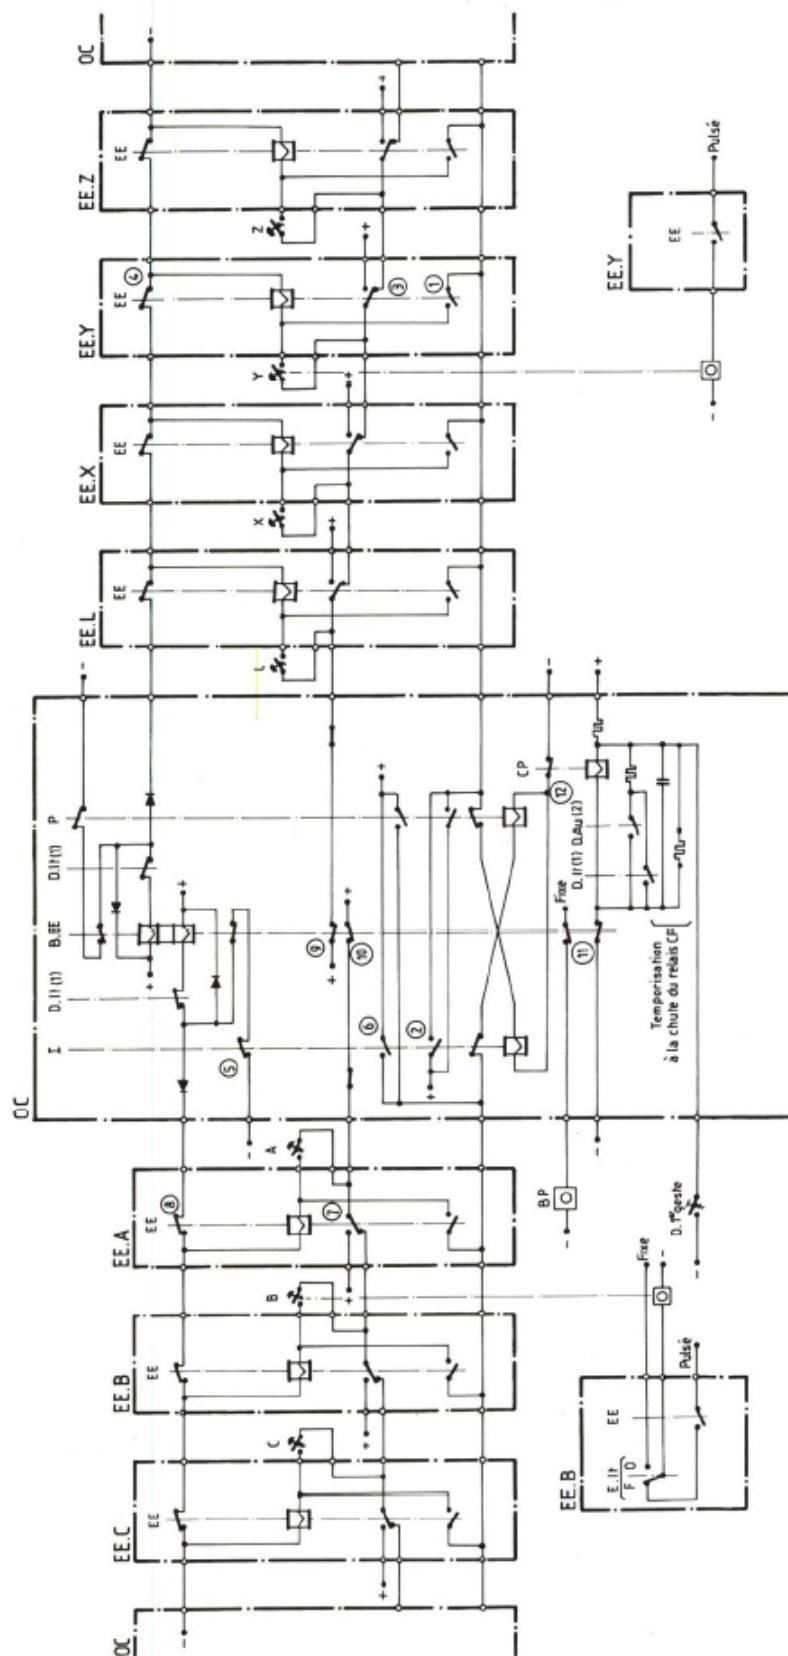 OC
I
D.It(1)
B.EE
D.It(1)
P
OC
EE.C
EE.B
EE.A
EE.L
EE.X
EE.Y
EE.Z
OC
EE
EE
EE
EE
EE
EE
EE
-
+
-
-
-
8
5
4
+
+
C
B
A
L
X
Y
Z
+
+
+
7
10
9
+
+
+
+
+
+
6
+
3
2
+
1
BP
-
Fixe
11
12
CP
-
D.It(1)
D.Au(2)
-
+
Temporisation
à la chute du relais CP
D.1er geste
-
EE.B
E.It
F
O
EE
Fixe
-
Pulsé
EE.Y
EE
-
Pulsé